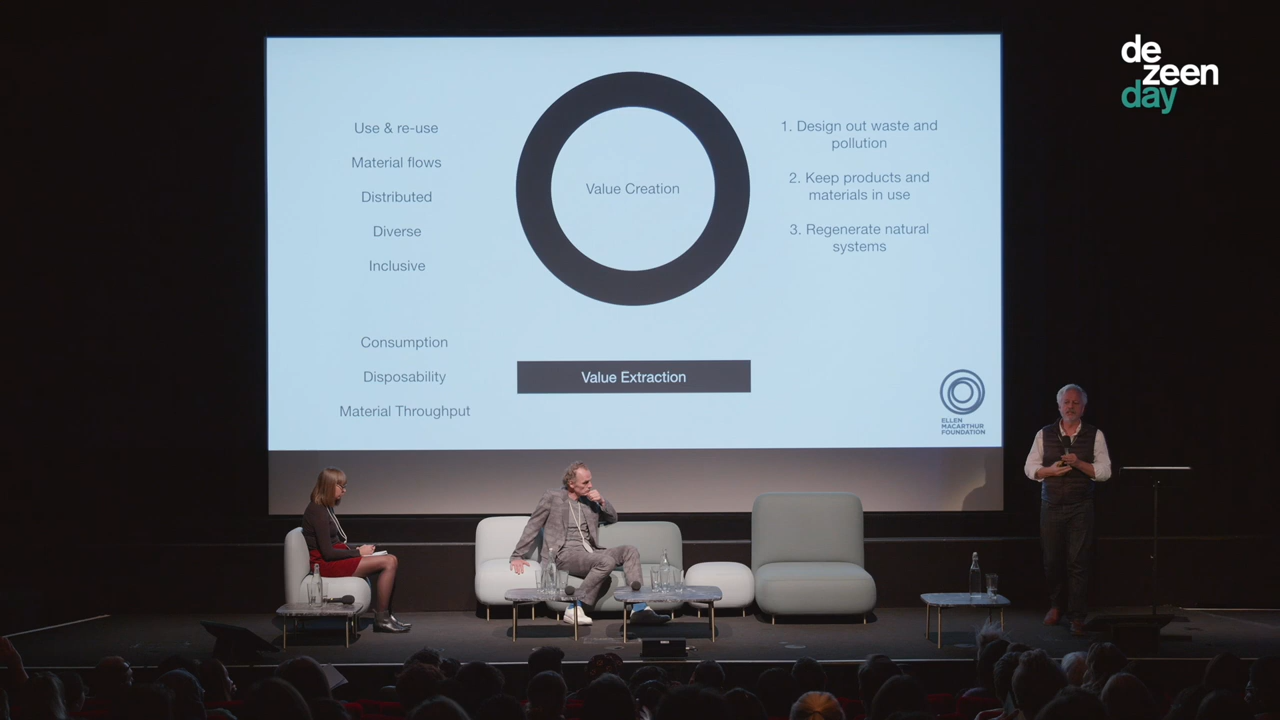 de
zeen
day
Use & re-use
Material flows
Distributed
Diverse
Inclusive
Value Creation
1. Design out waste and
pollution
2. Keep products and
materials in use
3. Regenerate natural
systems
Consumption
Disposability
Material Throughput
Value Extraction
ELLEN
MACARTHUR
FOUNDATION